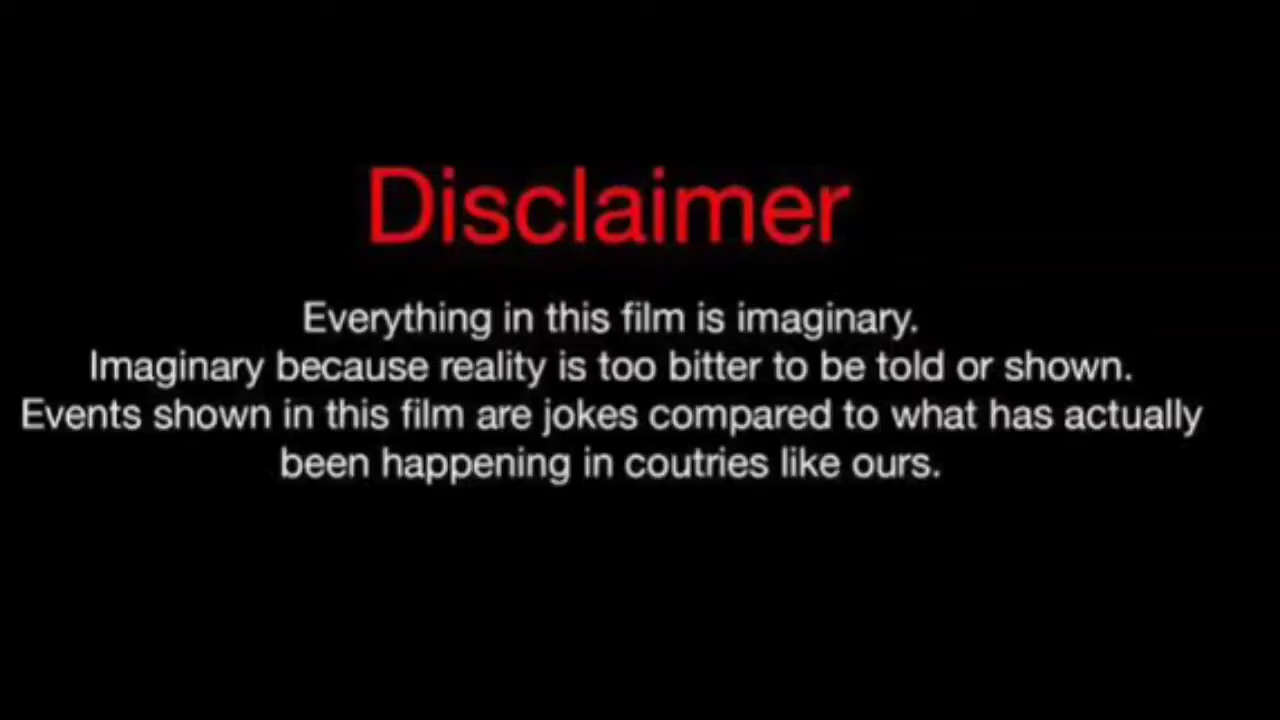 Disclaimer
Everything in this film is imaginary.
Imaginary because reality is too bitter to be told or shown.
Events shown in this film are jokes compared to what has actually
been happening in coutries like ours.